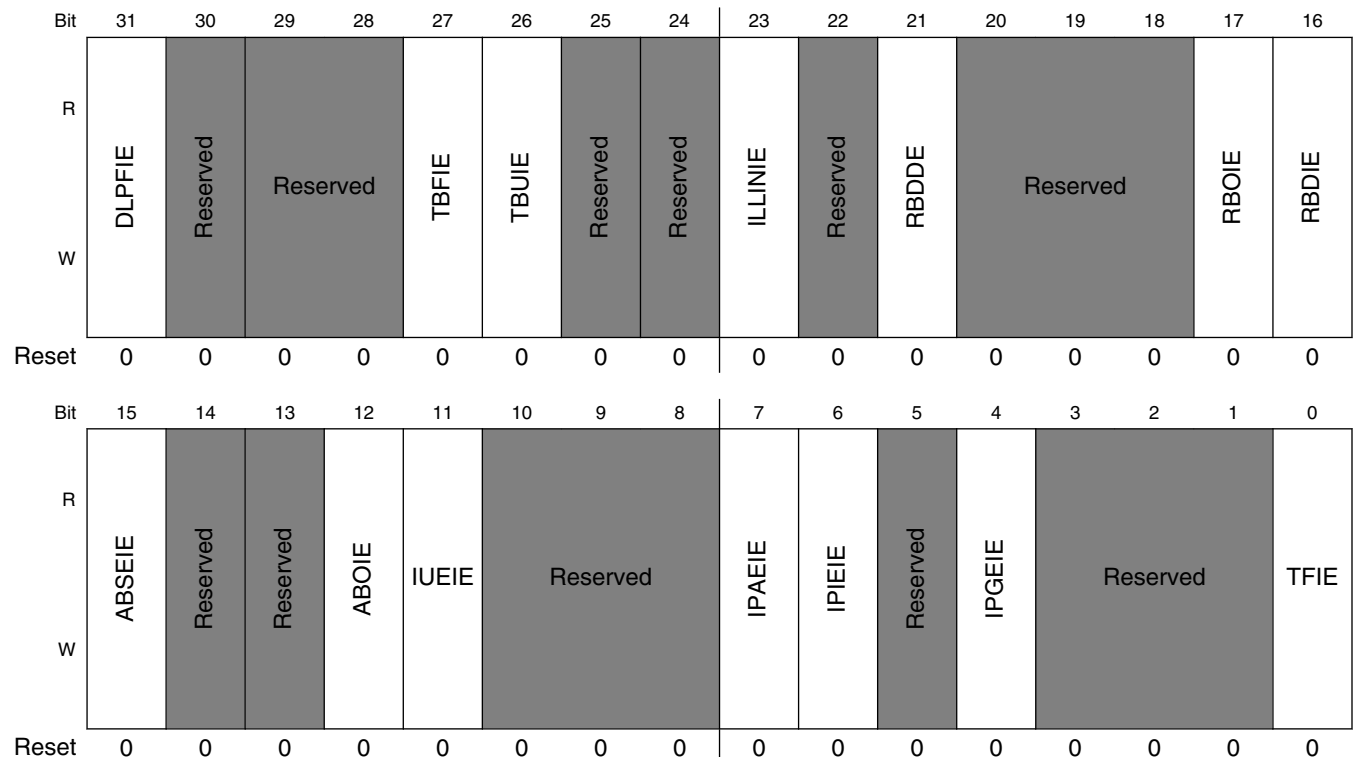 Bit 31 30 29 28 27 26 25 24 23 22 21 20 19 18 17 16
R
DLPFIE Reserved Reserved TBFIE TBUIE Reserved Reserved ILLINIE Reserved RBDDE Reserved RBOIE RBDIE
W
Reset 0 0 0 0 0 0 0 0 0 0 0 0 0 0 0 0
Bit 15 14 13 12 11 10 9 8 7 6 5 4 3 2 1 0
R
ABSEIE Reserved Reserved ABOIE IUEIE Reserved IPAEIE IPIEIE Reserved IPGEIE Reserved TFIE
W
Reset 0 0 0 0 0 0 0 0 0 0 0 0 0 0 0 0